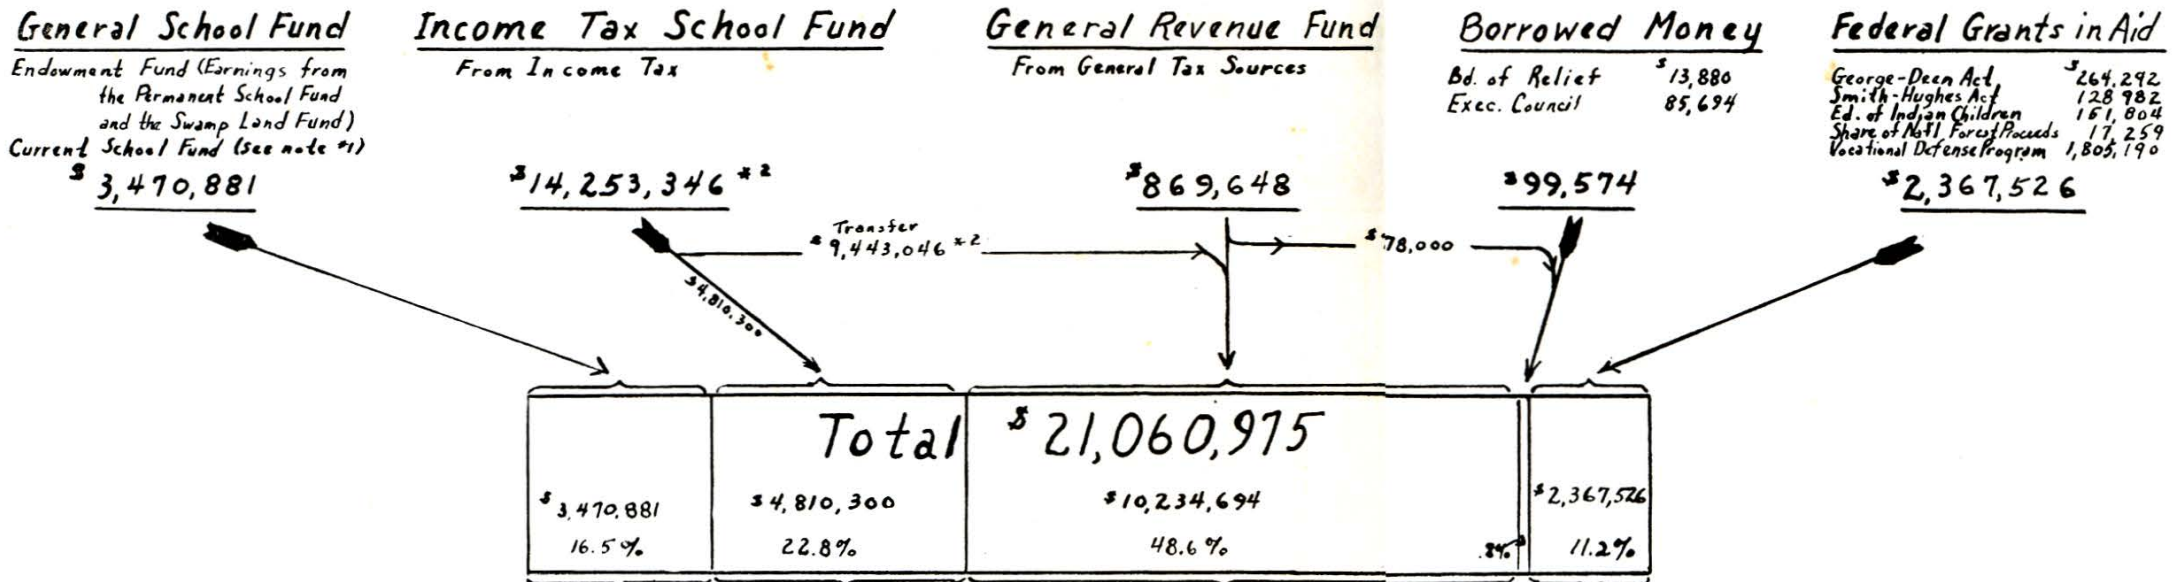 General School Fund
Endowment Fund (Earnings from
the Permanent School Fund
and the Swamp Land Fund)
Current School Fund (see note #1)
$3,470,881
Income Tax School Fund
From Income Tax
$14,253,346 *2
General Revenue Fund
From General Tax Sources
$869,648
Borrowed Money
Bd. of Relief $13,880
Exec. Council 85,694
$99,574
Federal Grants in Aid
George-Deen Act $264,292
Smith-Hughes Act 128 982
Ed. of Indian Children 151,804
Share of Nat'l Forest Proceeds 17,259
Vocational Defense Program 1,805,190
$2,367,526
Transfer
$9,443,046 *2
$78,000
$4,810,300
Total $21,060,975
$3,470,881
16.5%
$4,810,300
22.8%
$10,234,694
48.6%
.8%
$2,367,526
11.2%